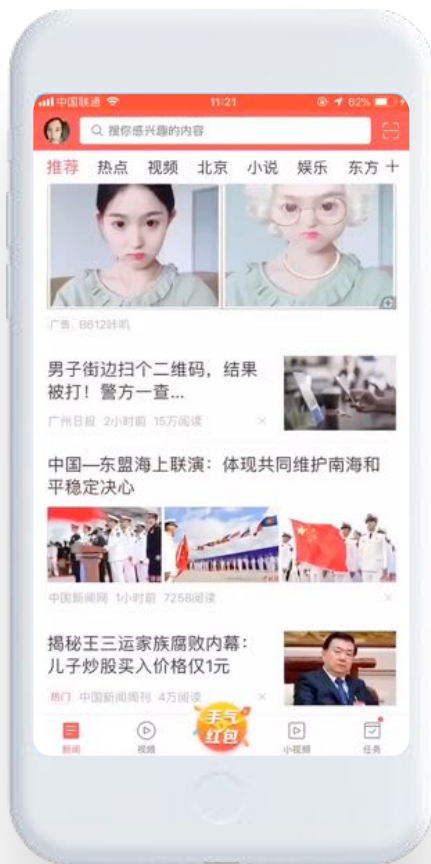 中国联通 11:21 62%
搜你感兴趣的内容
推荐 热点 视频 北京 小说 娱乐 东方 +
广告 B612咔叽
男子街边扫个二维码，结果
被打！警方一查...
广州日报 2小时前 15万阅读 ×
中国—东盟海上联演：体现共同维护南海和
平稳定决心
中国新闻网 1小时前 7258阅读 ×
揭秘王三运家族腐败内幕：
儿子炒股买入价格仅1元
热门 中国新闻周刊 4万阅读 ×
手气
红包
新闻 视频 小视频 任务